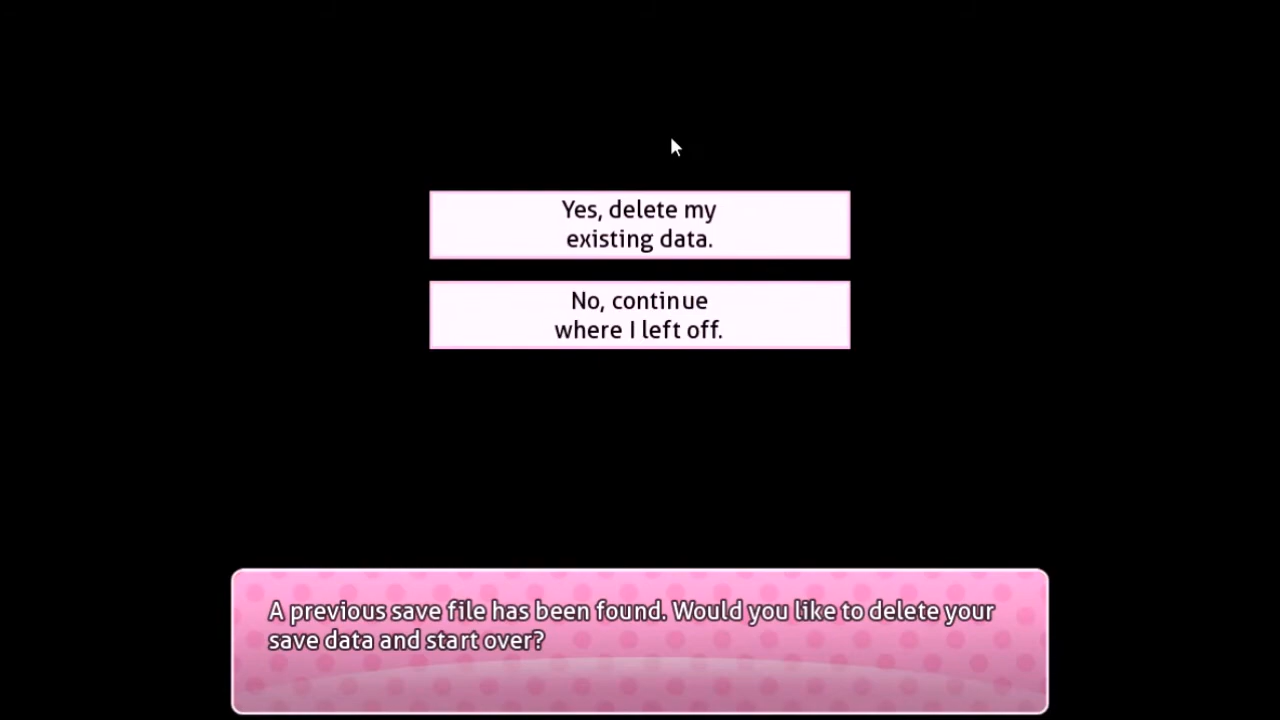 Yes, delete my
existing data.
No, continue
where I left off.
A previous save file has been found. Would you like to delete your
save data and start over?